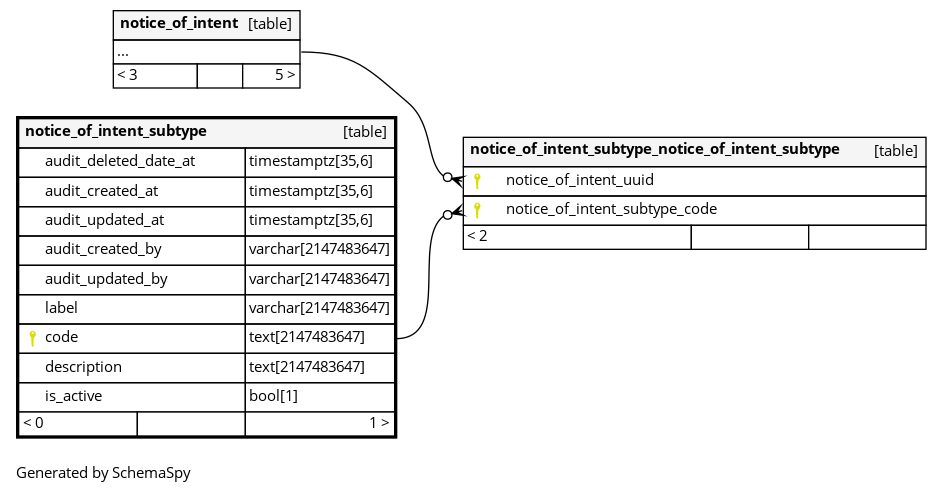 notice_of_intent [table]
...
< 3 5 >
notice_of_intent_subtype [table]
audit_deleted_date_at timestamptz[35,6]
audit_created_at timestamptz[35,6]
audit_updated_at timestamptz[35,6]
audit_created_by varchar[2147483647]
audit_updated_by varchar[2147483647]
label varchar[2147483647]
code text[2147483647]
description text[2147483647]
is_active bool[1]
< 0 1 >
notice_of_intent_subtype_notice_of_intent_subtype [table]
notice_of_intent_uuid
notice_of_intent_subtype_code
< 2
Generated by SchemaSpy